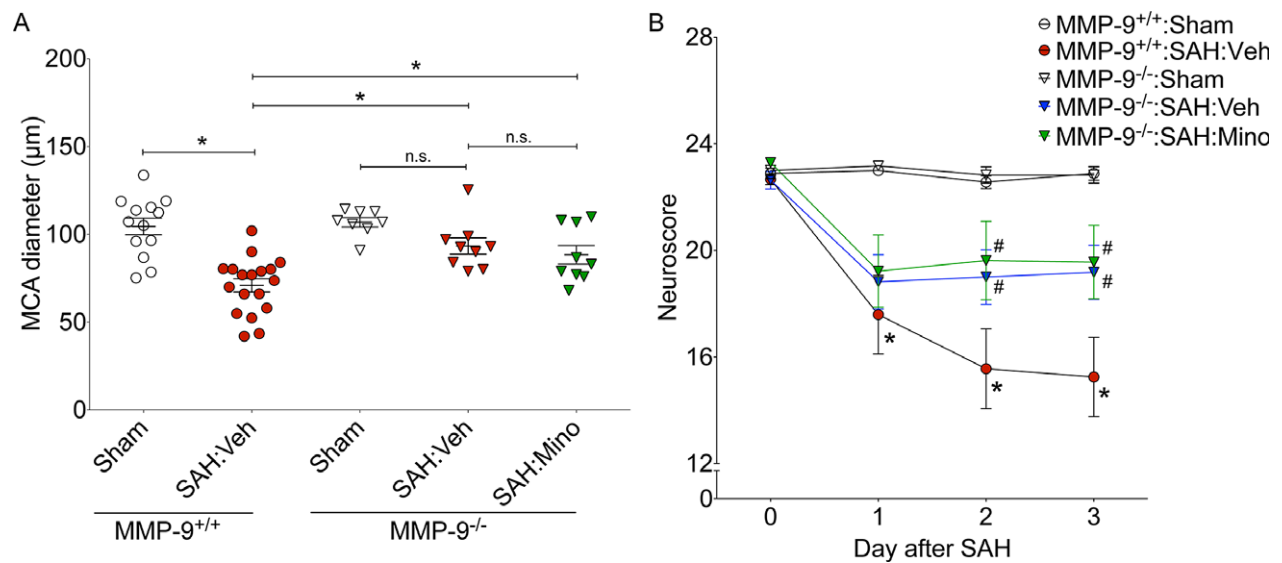 A
MCA diameter (μm)
200
150
100
50
0
*
*
*
n.s.
n.s.
Sham
SAH:Veh
Sham
SAH:Veh
SAH:Mino
MMP-9+/+
MMP-9-/-
B
Neuroscore
28
24
20
16
12
0
MMP-9+/+:Sham
MMP-9+/+:SAH:Veh
MMP-9-/-:Sham
MMP-9-/-:SAH:Veh
MMP-9-/-:SAH:Mino
#
#
#
#
*
*
*
0 1 2 3
Day after SAH